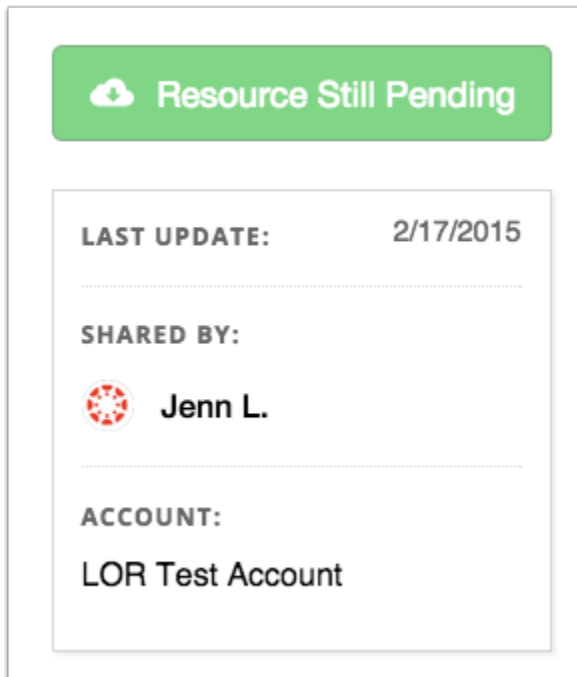 Resource Still Pending
LAST UPDATE: 2/17/2015
SHARED BY:
Jenn L.
ACCOUNT:
LOR Test Account